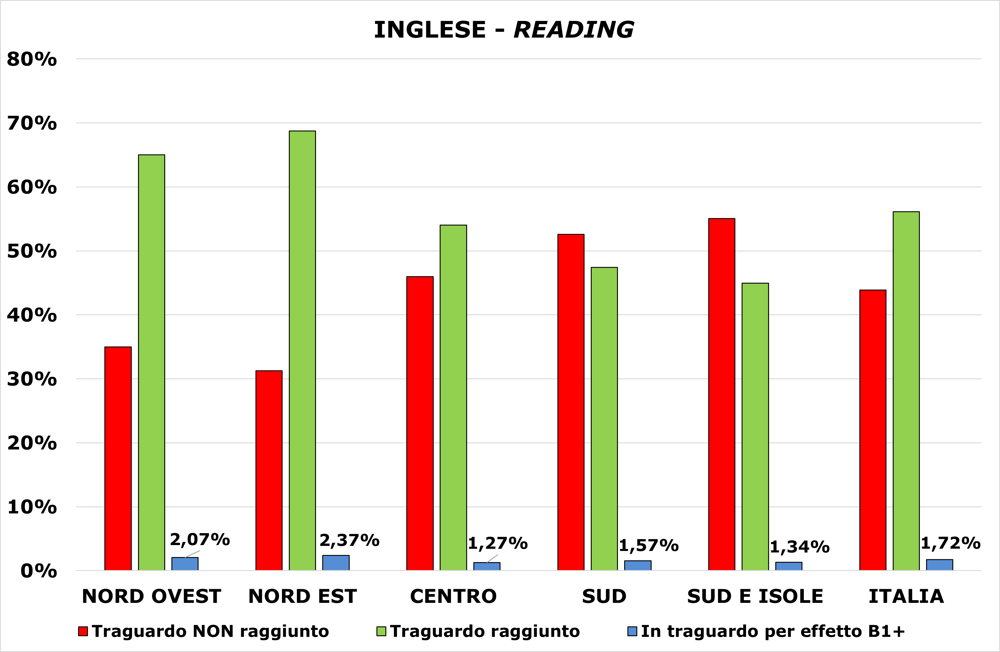 INGLESE - READING
80%
70%
60%
50%
40%
30%
20%
10%
0%
2,07%
2,37%
1,27%
1,57%
1,34%
1,72%
NORD OVEST
NORD EST
CENTRO
SUD
SUD E ISOLE
ITALIA
Traguardo NON raggiunto
Traguardo raggiunto
In traguardo per effetto B1+